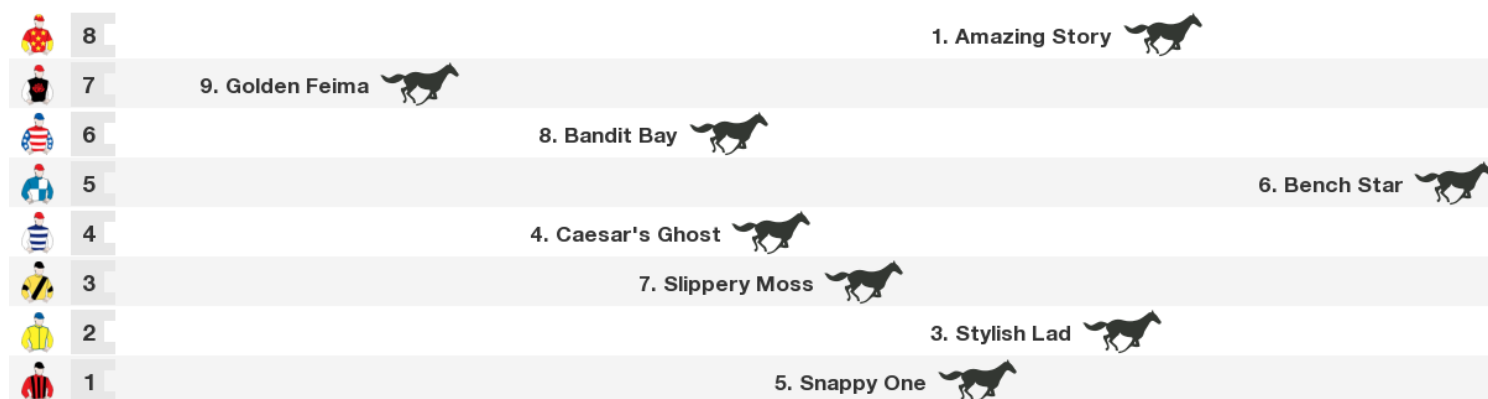 8 1. Amazing Story
7 9. Golden Feima
6 8. Bandit Bay
5 6. Bench Star
4 4. Caesar's Ghost
3 7. Slippery Moss
2 3. Stylish Lad
1 5. Snappy One